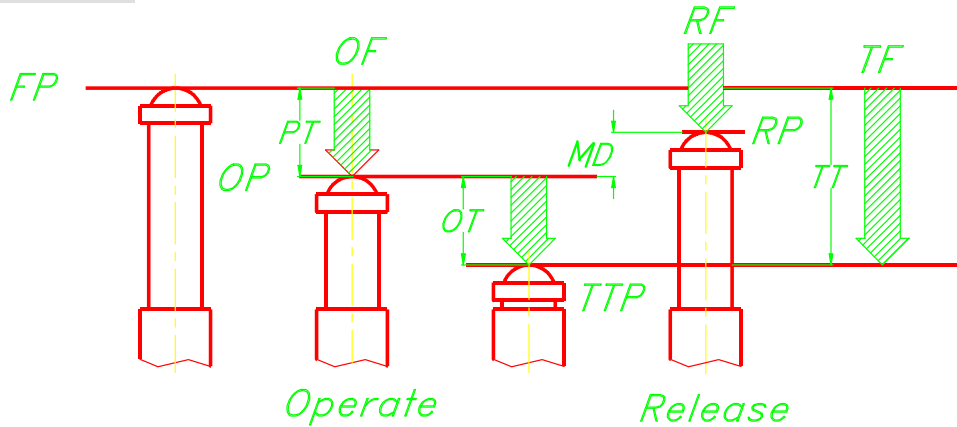 RF
OF
TF
FP
PT
RP
MD
OP
TT
OT
TTP
Operate
Release